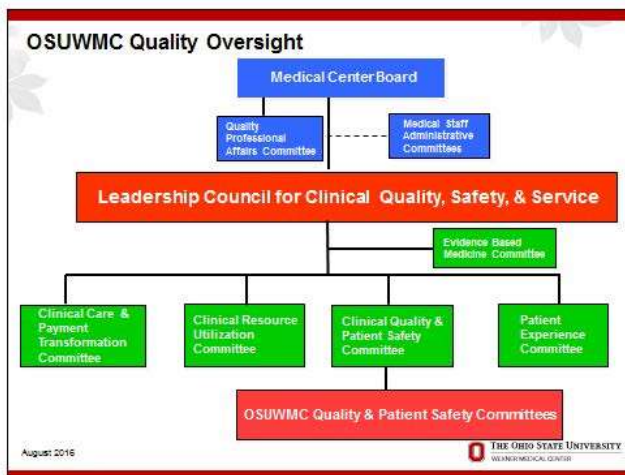 OSUWMC Quality Oversight
Medical Center Board
Quality
Professional
Affairs Committee
Medical Staff
Administrative
Committees
Leadership Council for Clinical Quality, Safety, & Service
Evidence Based
Medicine Committee
Clinical Care &
Payment
Transformation
Committee
Clinical Resource
Utilization
Committee
Clinical Quality &
Patient Safety
Committee
Patient
Experience
Committee
OSUWMC Quality & Patient Safety Committees
August 2016
THE OHIO STATE UNIVERSITY
WEXNER MEDICAL CENTER